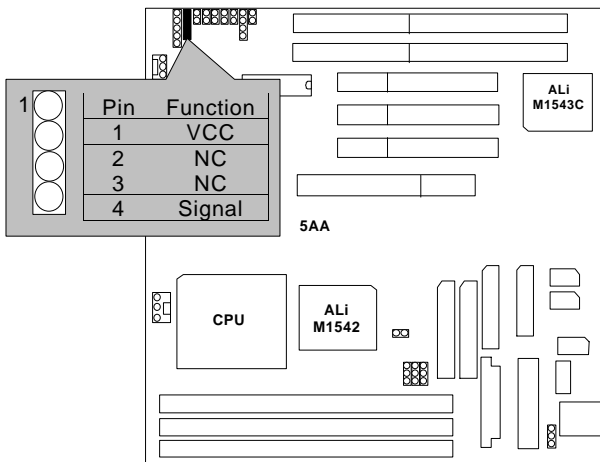 ALi
M1543C
1
Pin Function
1 VCC
2 NC
3 NC
4 Signal
5AA
CPU
ALi
M1542